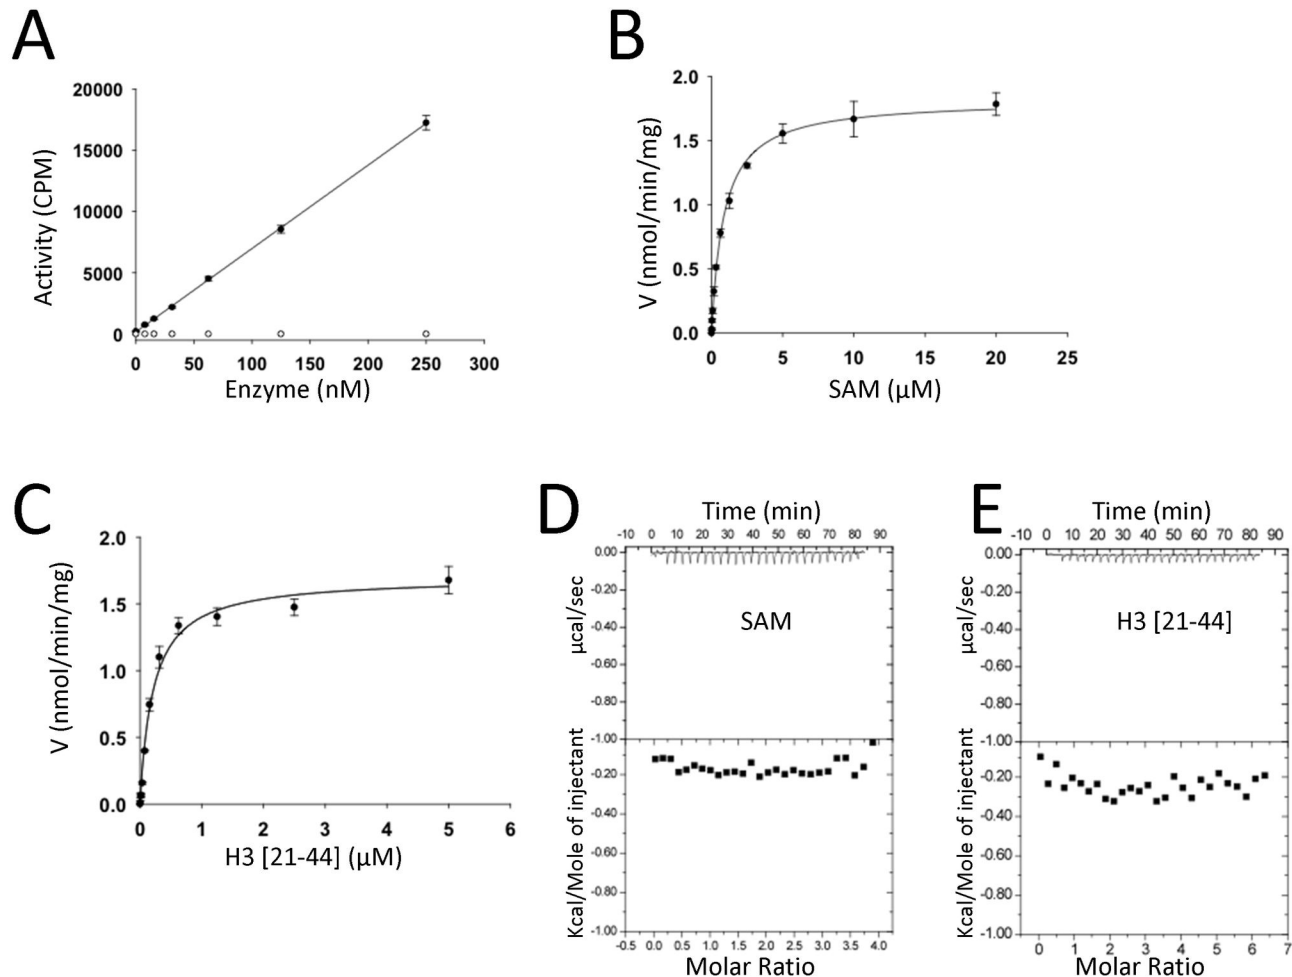 A
20000
15000
10000
5000
0
Activity (CPM)
0 50 100 150 200 250 300
Enzyme (nM)
B
2.0
1.5
1.0
0.5
0.0
V (nmol/min/mg)
0 5 10 15 20 25
SAM (µM)
C
2.0
1.5
1.0
0.5
0.0
V (nmol/min/mg)
0 1 2 3 4 5 6
H3 [21-44] (µM)
D
Time (min)
-10 0 10 20 30 40 50 60 70 80 90
0.00
-0.20
-0.40
-0.60
-0.80
-1.00
µcal/sec
SAM
-0.20
-0.40
-0.60
-0.80
-1.00
Kcal/Mole of injectant
-0.5 0.0 0.5 1.0 1.5 2.0 2.5 3.0 3.5 4.0
Molar Ratio
E
Time (min)
-10 0 10 20 30 40 50 60 70 80 90
0.00
-0.20
-0.40
-0.60
-0.80
-1.00
µcal/sec
H3 [21-44]
-0.20
-0.40
-0.60
-0.80
-1.00
Kcal/Mole of injectant
0 1 2 3 4 5 6 7
Molar Ratio